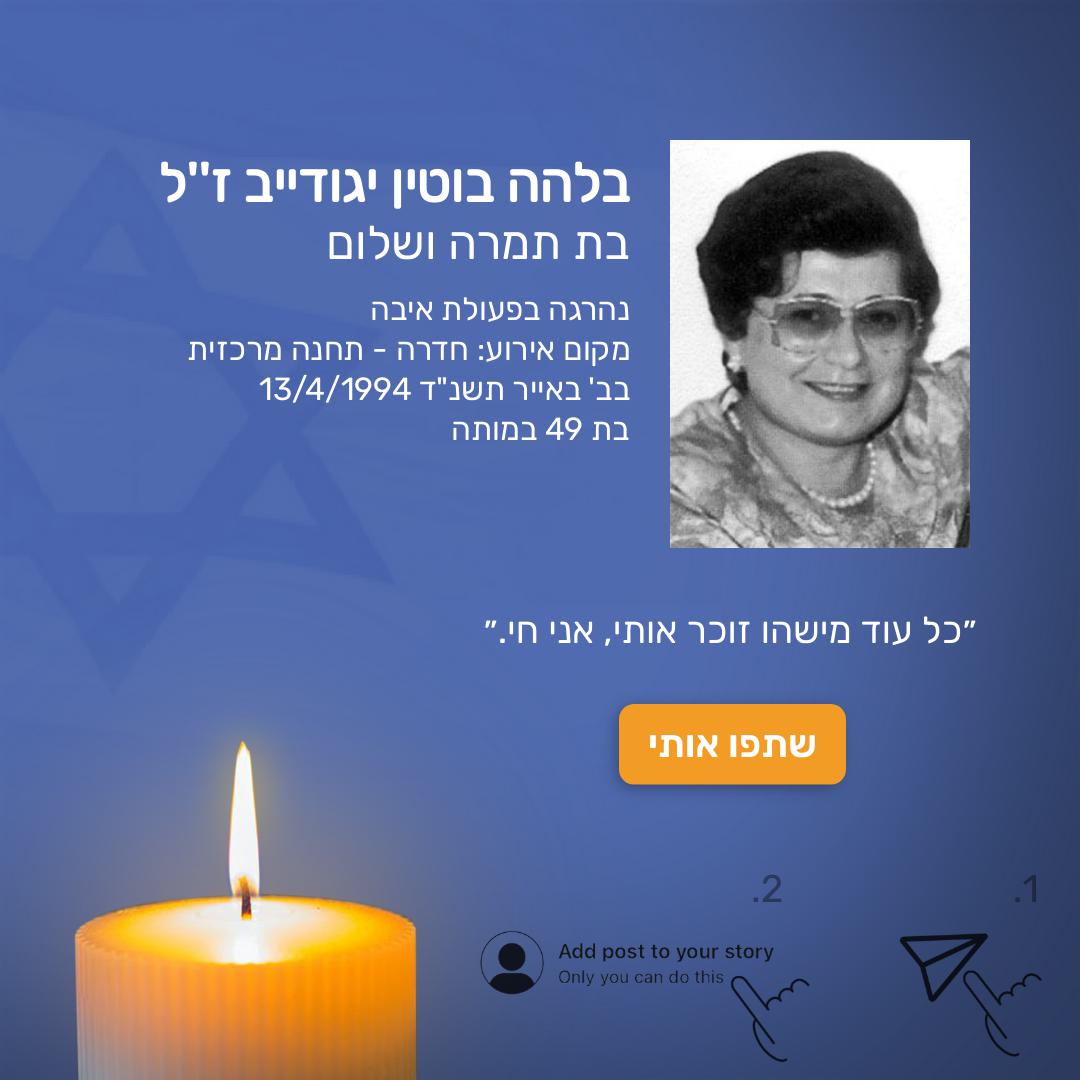 בלהה בוטין יגודייב ז"ל
בת תמרה ושלום
נהרגה בפעולת איבה
מקום אירוע: חדרה - תחנה מרכזית
בב' באייר תשנ"ד 13/4/1994
בת 49 במותה
״כל עוד מישהו זוכר אותי, אני חי.״
שתפו אותי
1.
2.
Add post to your story
Only you can do this